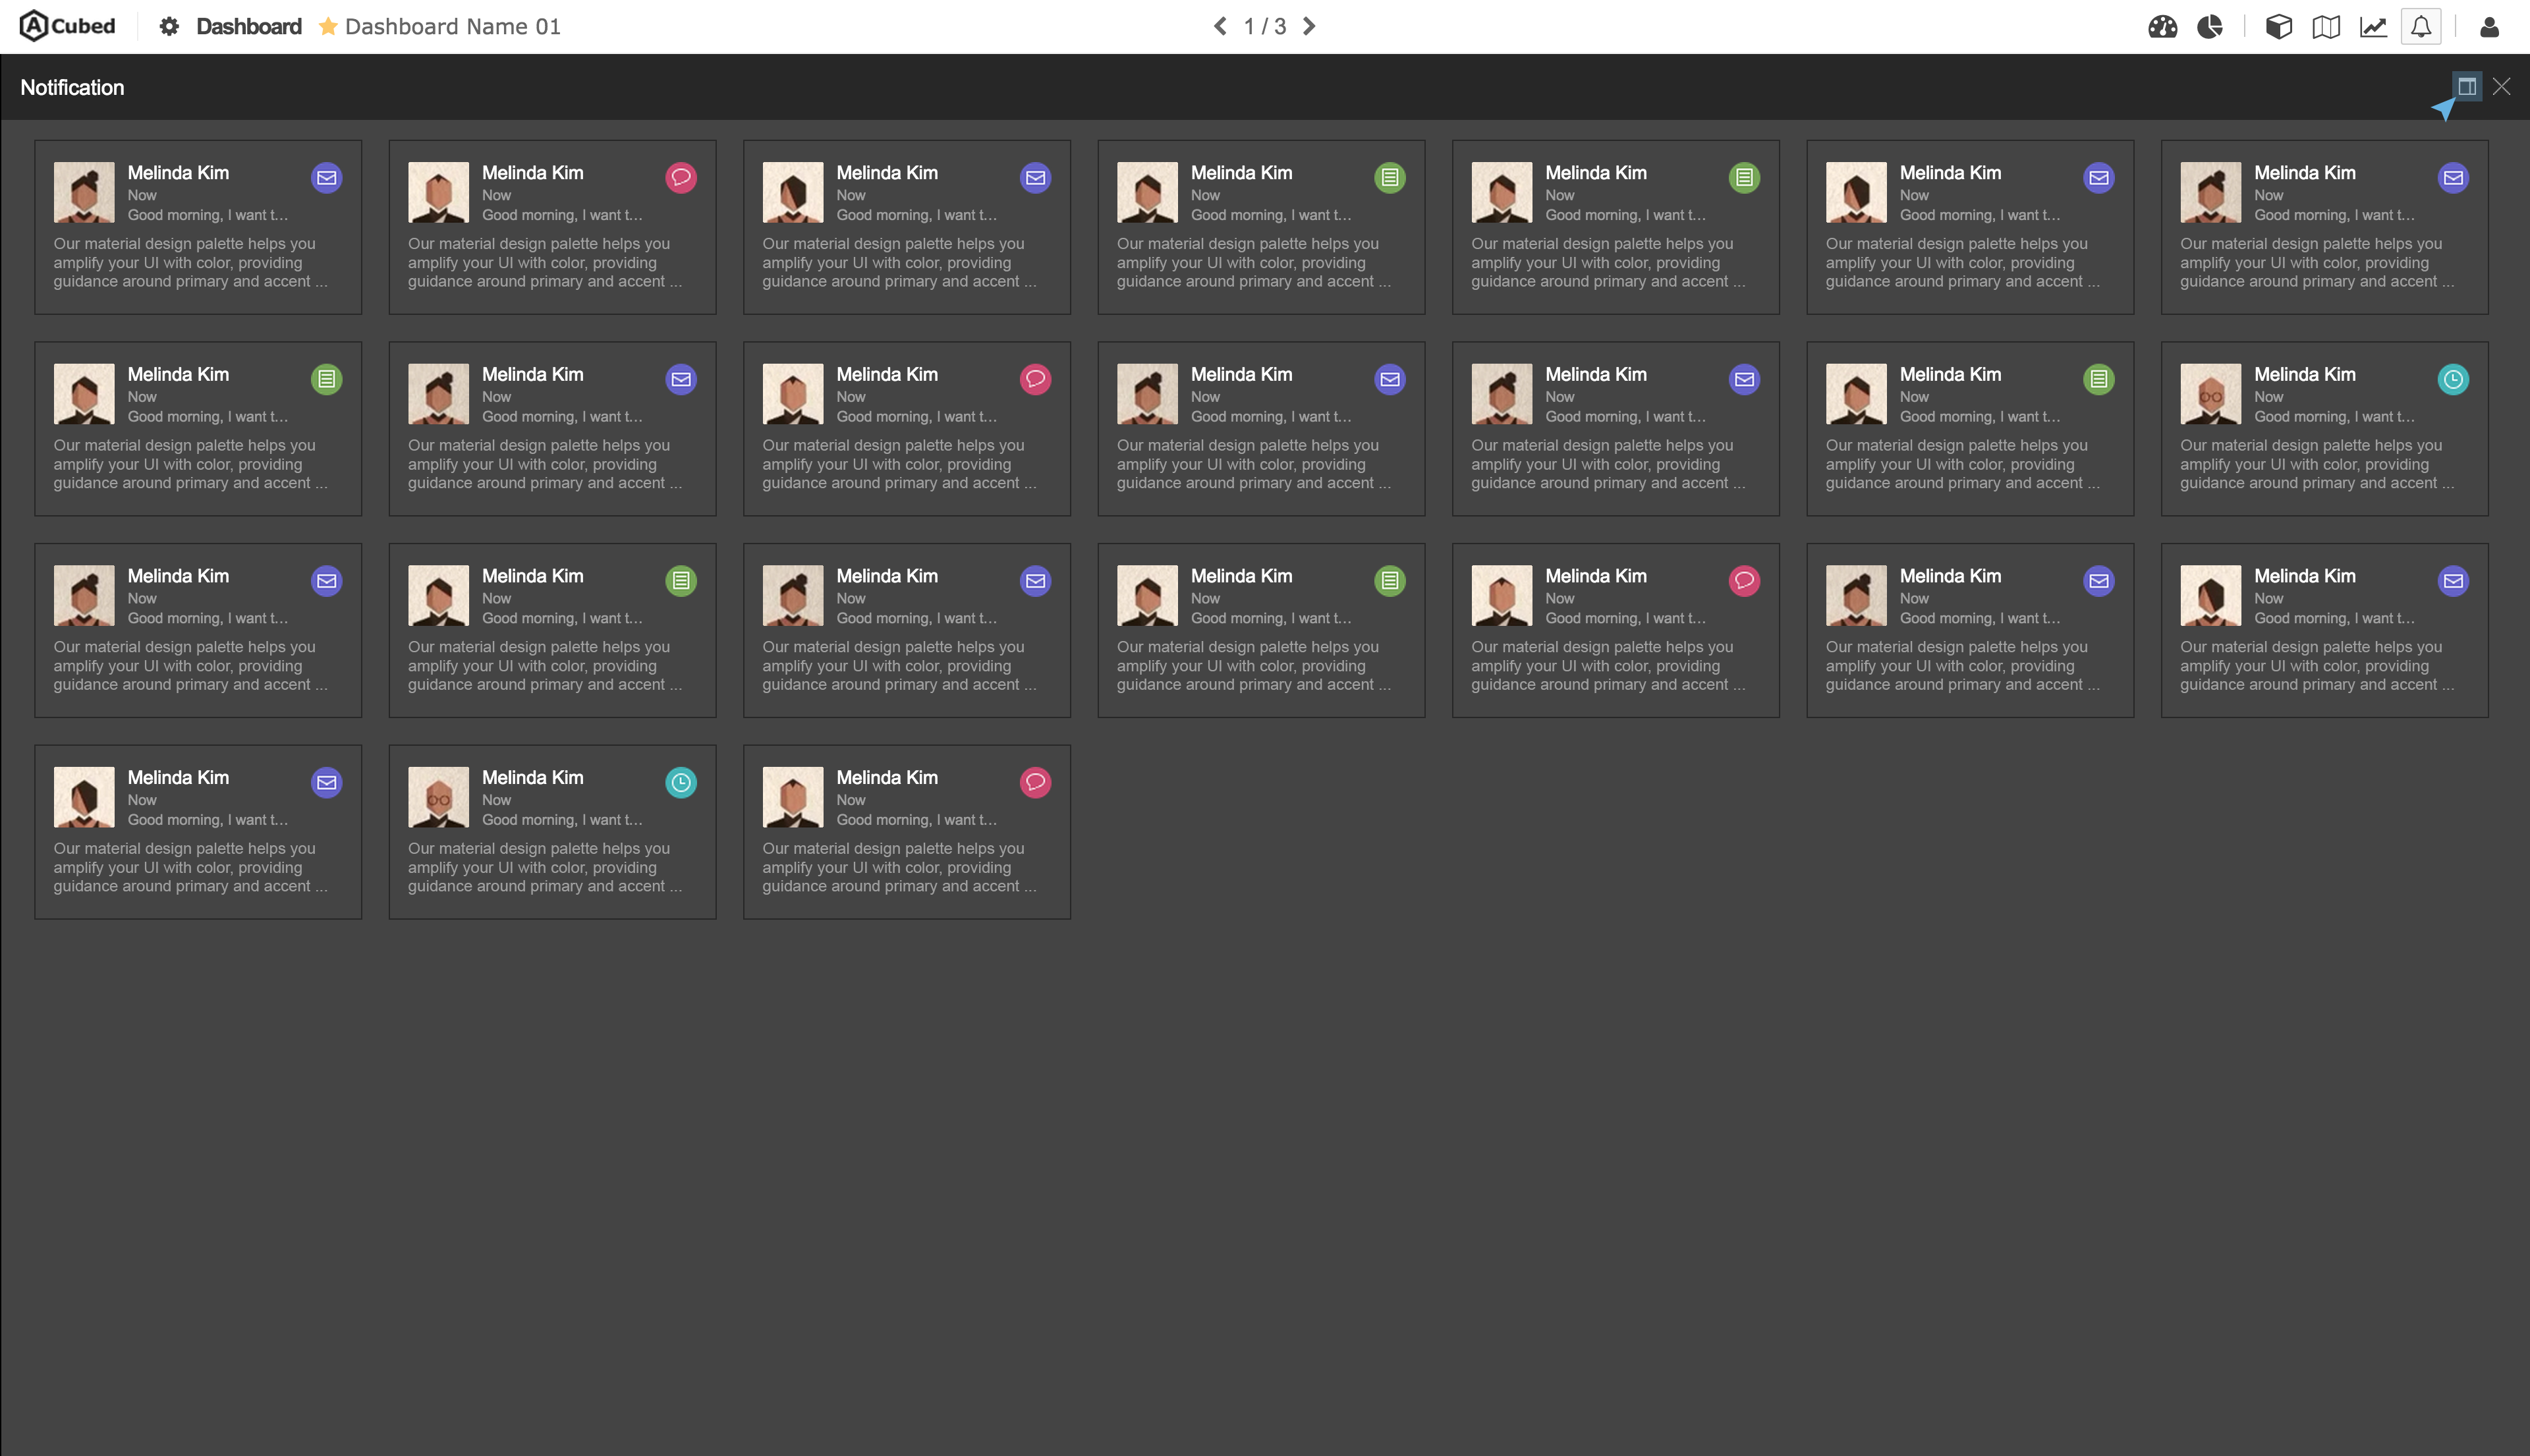 A Cubed Dashboard Dashboard Name 01 1 / 3
Notification
Melinda Kim
Now
Good morning, I want t...
Our material design palette helps you
amplify your UI with color, providing
guidance around primary and accent ...
Melinda Kim
Now
Good morning, I want t...
Our material design palette helps you
amplify your UI with color, providing
guidance around primary and accent ...
Melinda Kim
Now
Good morning, I want t...
Our material design palette helps you
amplify your UI with color, providing
guidance around primary and accent ...
Melinda Kim
Now
Good morning, I want t...
Our material design palette helps you
amplify your UI with color, providing
guidance around primary and accent ...
Melinda Kim
Now
Good morning, I want t...
Our material design palette helps you
amplify your UI with color, providing
guidance around primary and accent ...
Melinda Kim
Now
Good morning, I want t...
Our material design palette helps you
amplify your UI with color, providing
guidance around primary and accent ...
Melinda Kim
Now
Good morning, I want t...
Our material design palette helps you
amplify your UI with color, providing
guidance around primary and accent ...
Melinda Kim
Now
Good morning, I want t...
Our material design palette helps you
amplify your UI with color, providing
guidance around primary and accent ...
Melinda Kim
Now
Good morning, I want t...
Our material design palette helps you
amplify your UI with color, providing
guidance around primary and accent ...
Melinda Kim
Now
Good morning, I want t...
Our material design palette helps you
amplify your UI with color, providing
guidance around primary and accent ...
Melinda Kim
Now
Good morning, I want t...
Our material design palette helps you
amplify your UI with color, providing
guidance around primary and accent ...
Melinda Kim
Now
Good morning, I want t...
Our material design palette helps you
amplify your UI with color, providing
guidance around primary and accent ...
Melinda Kim
Now
Good morning, I want t...
Our material design palette helps you
amplify your UI with color, providing
guidance around primary and accent ...
Melinda Kim
Now
Good morning, I want t...
Our material design palette helps you
amplify your UI with color, providing
guidance around primary and accent ...
Melinda Kim
Now
Good morning, I want t...
Our material design palette helps you
amplify your UI with color, providing
guidance around primary and accent ...
Melinda Kim
Now
Good morning, I want t...
Our material design palette helps you
amplify your UI with color, providing
guidance around primary and accent ...
Melinda Kim
Now
Good morning, I want t...
Our material design palette helps you
amplify your UI with color, providing
guidance around primary and accent ...
Melinda Kim
Now
Good morning, I want t...
Our material design palette helps you
amplify your UI with color, providing
guidance around primary and accent ...
Melinda Kim
Now
Good morning, I want t...
Our material design palette helps you
amplify your UI with color, providing
guidance around primary and accent ...
Melinda Kim
Now
Good morning, I want t...
Our material design palette helps you
amplify your UI with color, providing
guidance around primary and accent ...
Melinda Kim
Now
Good morning, I want t...
Our material design palette helps you
amplify your UI with color, providing
guidance around primary and accent ...
Melinda Kim
Now
Good morning, I want t...
Our material design palette helps you
amplify your UI with color, providing
guidance around primary and accent ...
Melinda Kim
Now
Good morning, I want t...
Our material design palette helps you
amplify your UI with color, providing
guidance around primary and accent ...
Melinda Kim
Now
Good morning, I want t...
Our material design palette helps you
amplify your UI with color, providing
guidance around primary and accent ...